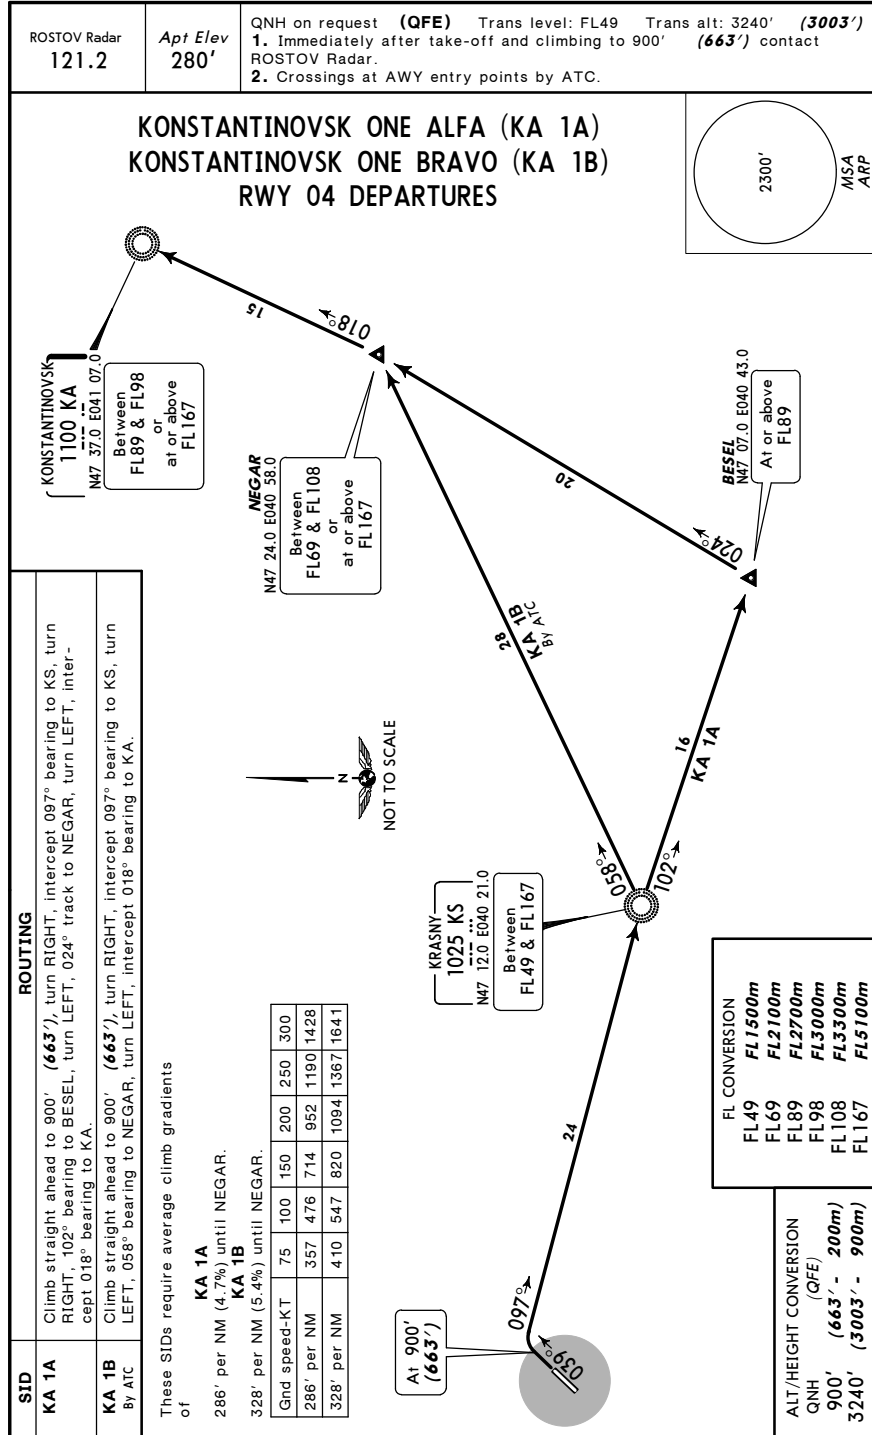 ROSTOV Radar
121.2
Apt Elev
280'
QNH on request (QFE) Trans level: FL49 Trans alt: 3240' (3003')
1. Immediately after take-off and climbing to 900' (663') contact
ROSTOV Radar.
2. Crossings at AWY entry points by ATC.
KONSTANTINOVSK ONE ALFA (KA 1A)
KONSTANTINOVSK ONE BRAVO (KA 1B)
RWY 04 DEPARTURES
2300'
MSA
ARP
KONSTANTINOVSK
1100 KA
N47 37.0 E041 07.0
Between
FL89 & FL98
or
at or above
FL167
15
018°
NEGAR
N47 24.0 E040 58.0
Between
FL69 & FL108
or
at or above
FL167
20
024°
BESEL
N47 07.0 E040 43.0
At or above
FL89
28
KA 1B
By ATC
16
KA 1A
058°
102°
N
NOT TO SCALE
KRASNY
1025 KS
N47 12.0 E040 21.0
Between
FL49 & FL167
24
097°
039°
At 900'
(663')
SID ROUTING
KA 1A Climb straight ahead to 900' (663'), turn RIGHT, intercept 097° bearing to KS, turn
RIGHT, 102° bearing to BESEL, turn LEFT, 024° track to NEGAR, turn LEFT, inter-
cept 018° bearing to KA.
KA 1B Climb straight ahead to 900' (663'), turn RIGHT, intercept 097° bearing to KS, turn
By ATC LEFT, 058° bearing to NEGAR, turn LEFT, intercept 018° bearing to KA.
These SIDs require average climb gradients
of
KA 1A
286' per NM (4.7%) until NEGAR.
KA 1B
328' per NM (5.4%) until NEGAR.
Gnd speed-KT 75 100 150 200 250 300
286' per NM 357 476 714 952 1190 1428
328' per NM 410 547 820 1094 1367 1641
FL CONVERSION
FL49 FL1500m
FL69 FL2100m
FL89 FL2700m
FL98 FL3000m
FL108 FL3300m
FL167 FL5100m
ALT/HEIGHT CONVERSION
QNH (QFE)
900' (663' - 200m)
3240' (3003' - 900m)